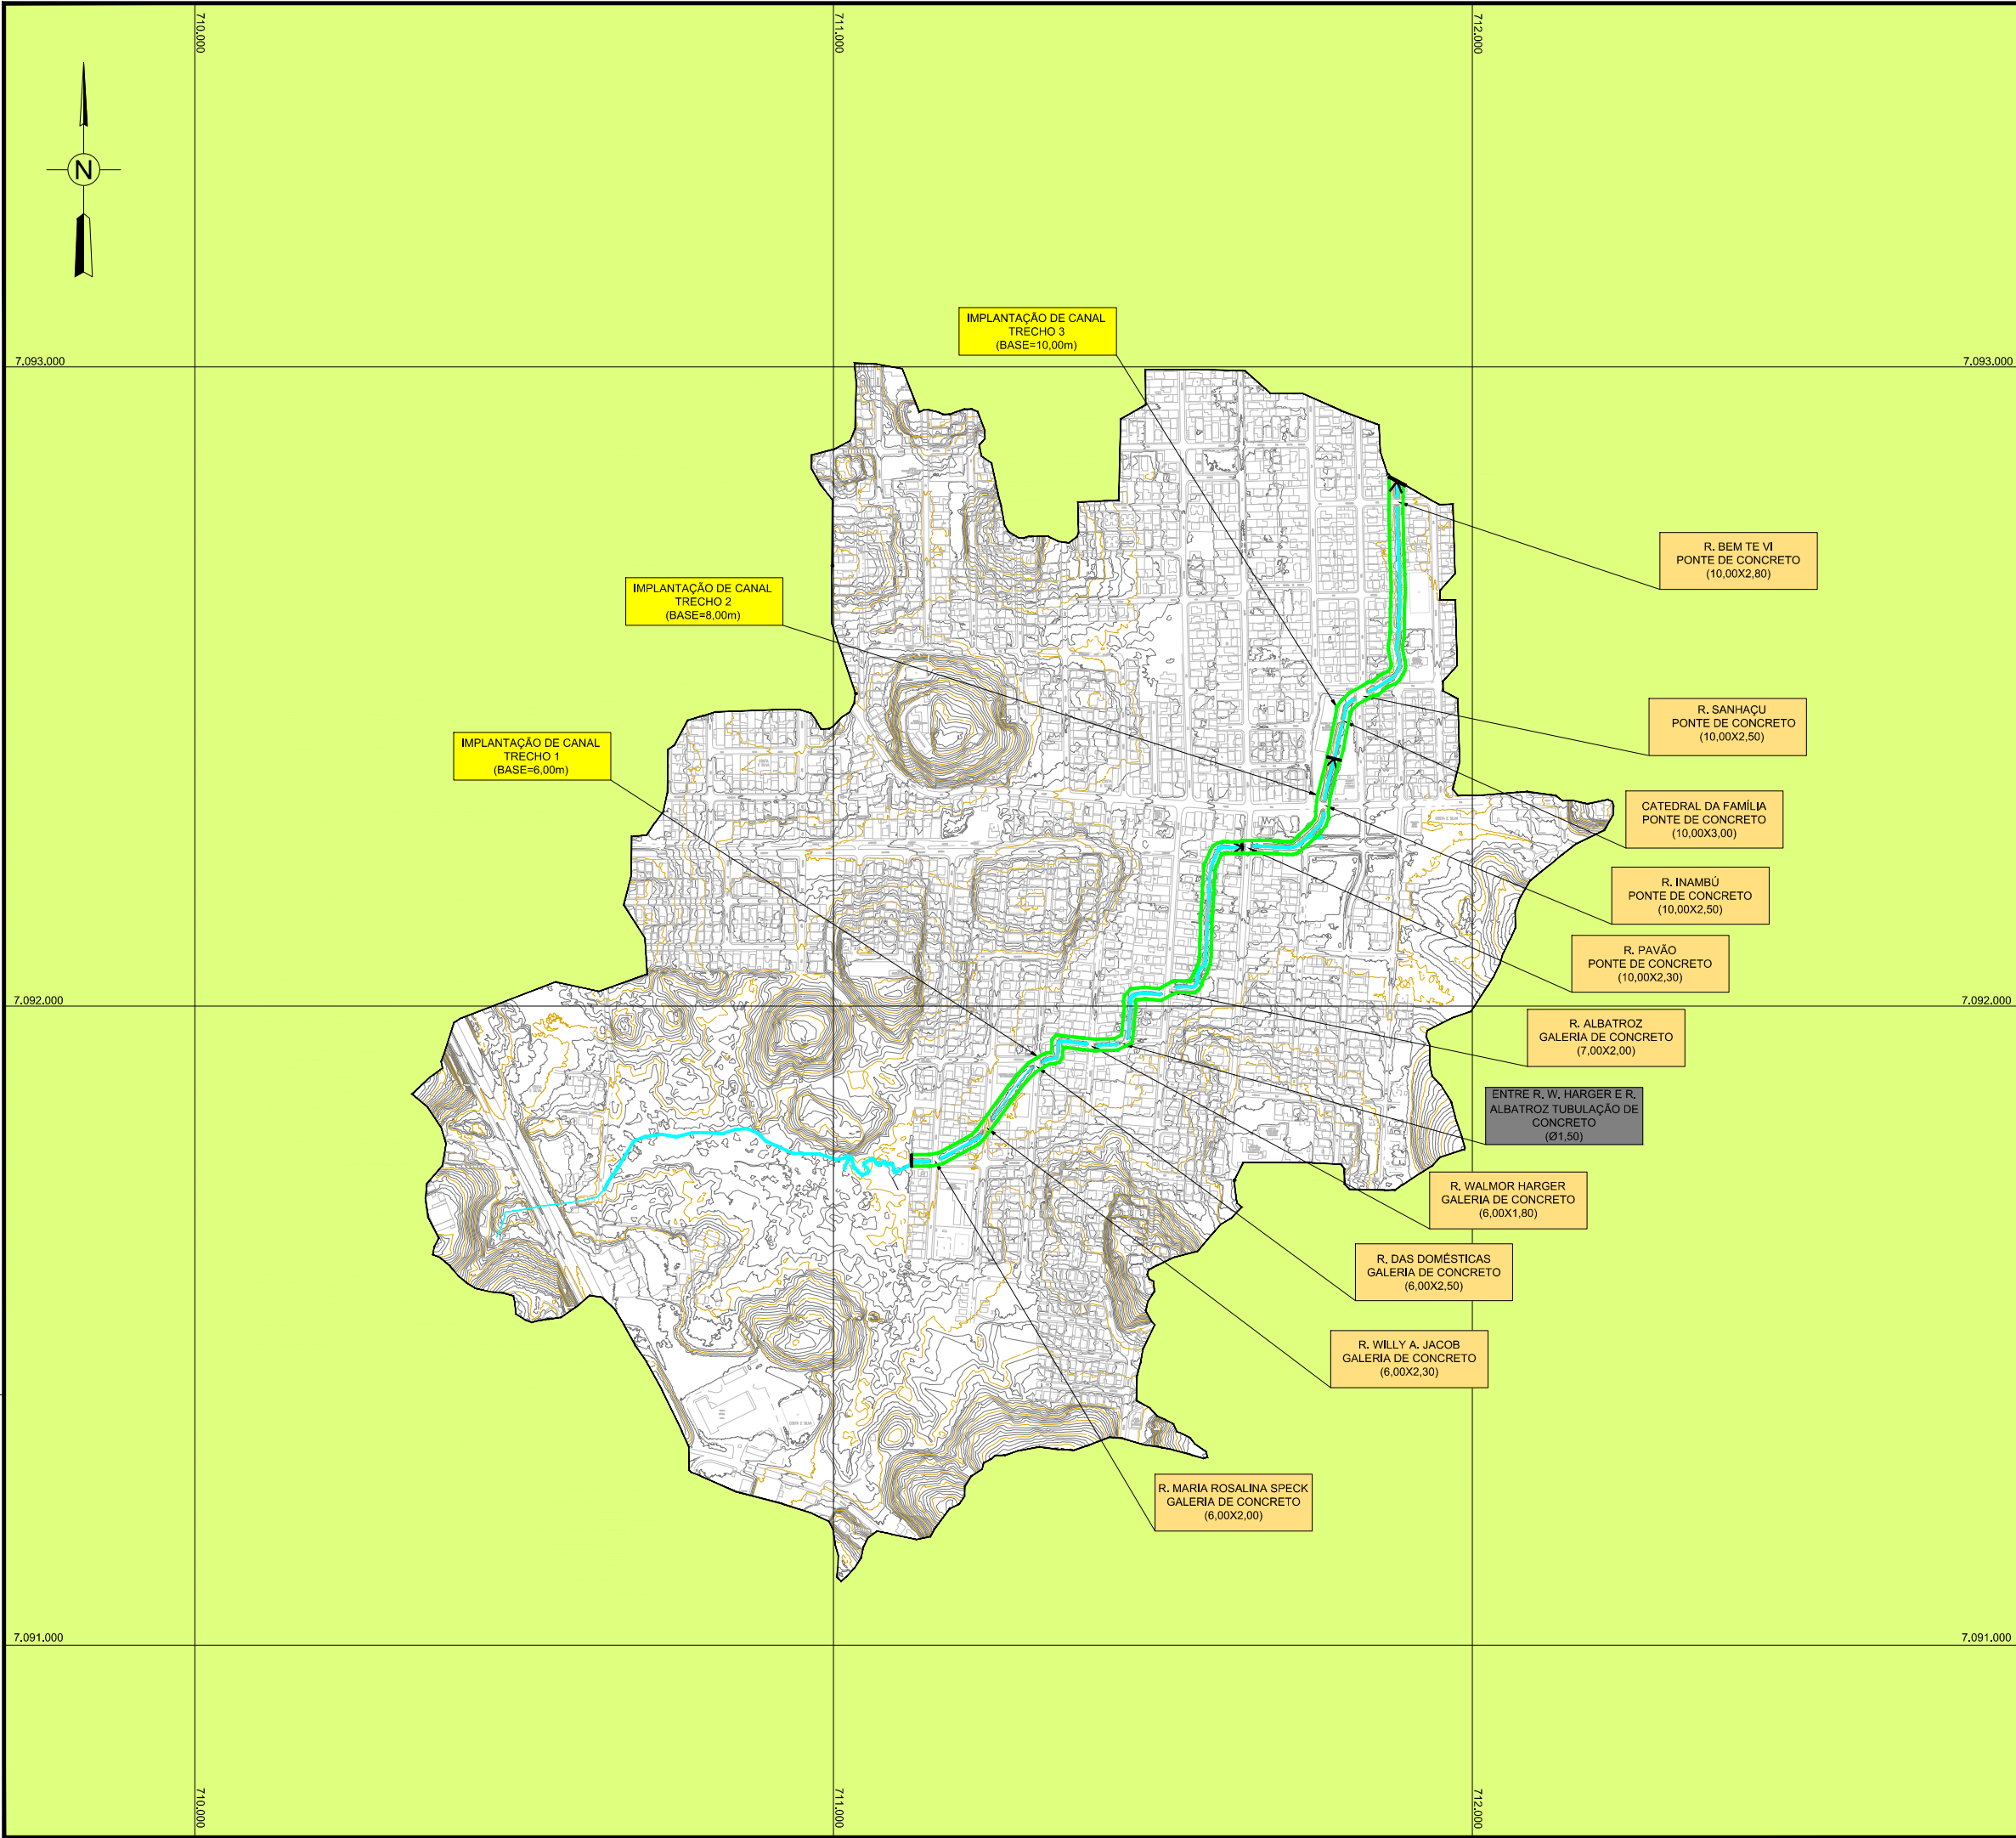 710.000
711.000
712.000
N
IMPLANTAÇÃO DE CANAL
TRECHO 3
(BASE=10,00m)
7.093.000
7.093.000
R. BEM TE VI
PONTE DE CONCRETO
(10,00X2,80)
IMPLANTAÇÃO DE CANAL
TRECHO 2
(BASE=8,00m)
R. SANHAÇU
PONTE DE CONCRETO
(10,00X2,50)
IMPLANTAÇÃO DE CANAL
TRECHO 1
(BASE=6,00m)
CATEDRAL DA FAMÍLIA
PONTE DE CONCRETO
(10,00X3,00)
R. INAMBÚ
PONTE DE CONCRETO
(10,00X2,50)
R. PAVÃO
PONTE DE CONCRETO
(10,00X2,30)
7.092.000
7.092.000
R. ALBATROZ
GALERIA DE CONCRETO
(7,00X2,00)
ENTRE R. W. HARGER E R.
ALBATROZ TUBULAÇÃO DE
CONCRETO
(Ø1,50)
R. WALMOR HARGER
GALERIA DE CONCRETO
(6,00X1,80)
R. DAS DOMÉSTICAS
GALERIA DE CONCRETO
(6,00X2,50)
R. WILLY A. JACOB
GALERIA DE CONCRETO
(6,00X2,30)
R. MARIA ROSALINA SPECK
GALERIA DE CONCRETO
(6,00X2,00)
7.091.000
7.091.000
710.000
711.000
712.000